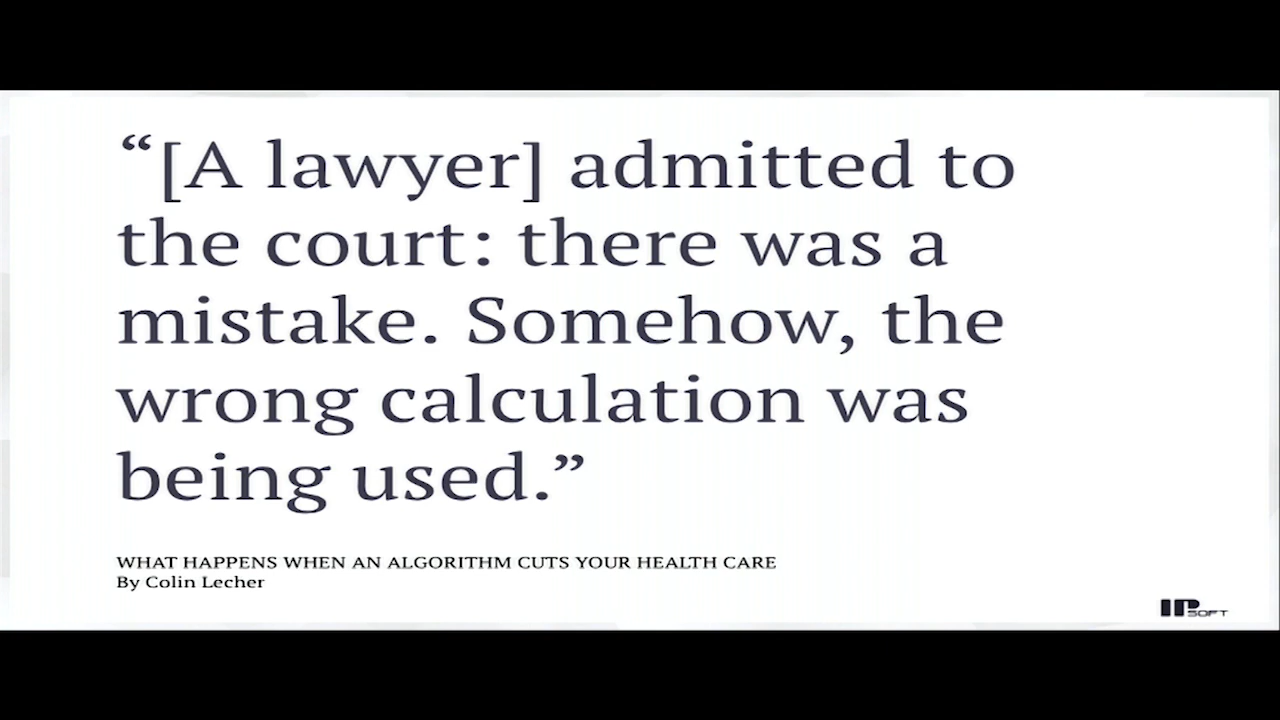 “[A lawyer] admitted to
the court: there was a
mistake. Somehow, the
wrong calculation was
being used.”
WHAT HAPPENS WHEN AN ALGORITHM CUTS YOUR HEALTH CARE
By Colin Lecher
IPsoft